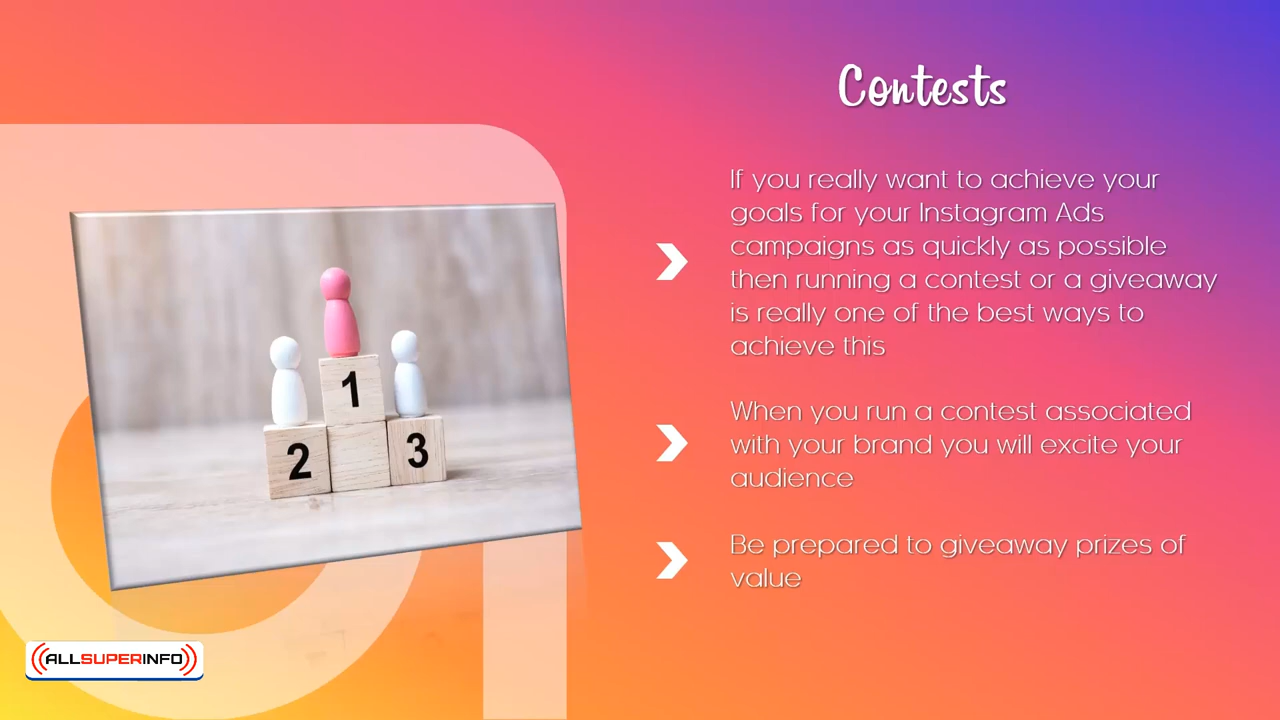 Contests
If you really want to achieve your
goals for your Instagram Ads
campaigns as quickly as possible
then running a contest or a giveaway
is really one of the best ways to
achieve this
When you run a contest associated
with your brand you will excite your
audience
Be prepared to giveaway prizes of
value
1
2
3
ALLSUPERINFO